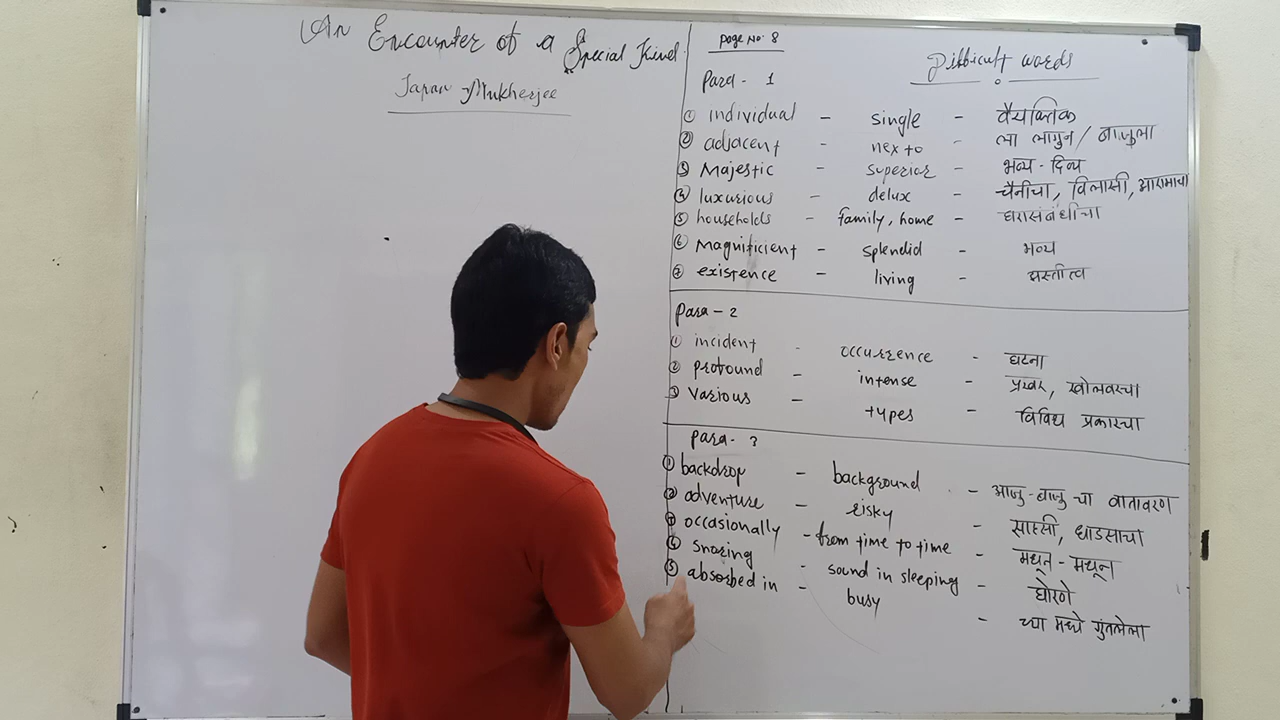 An Encounter of a Special Kind
Tapan Mukherjee
Page No. 8
Difficult words
Para - 1
① individual - single - वैयक्तिक
② adjacent - nexto - ला लागुन / बाजुला
③ Majestic - superior - भव्य - दिव्य
④ luxurious - delux - चैनीचा, विलासी, आरामाचा
⑤ households - family, home - घरासंबंधीचा
⑥ Magnificient - splendid - भव्य
⑦ existence - living - अस्तीत्व
Para - 2
① incident - occurrence - घटना
② profound - intense - प्रखर, खोलवरचा
③ various - types - विविध प्रकारचा
Para - 3
① backdrop - background - आजु-बाजु चा वातावरण
② adventure - risky - साहसी, धाडसाचा
③ occasionally - from time to time - मधून - मधून
④ snoring - sound in sleeping - घोरणे
⑤ absorbed in - busy - च्या मध्ये गुंतलेला